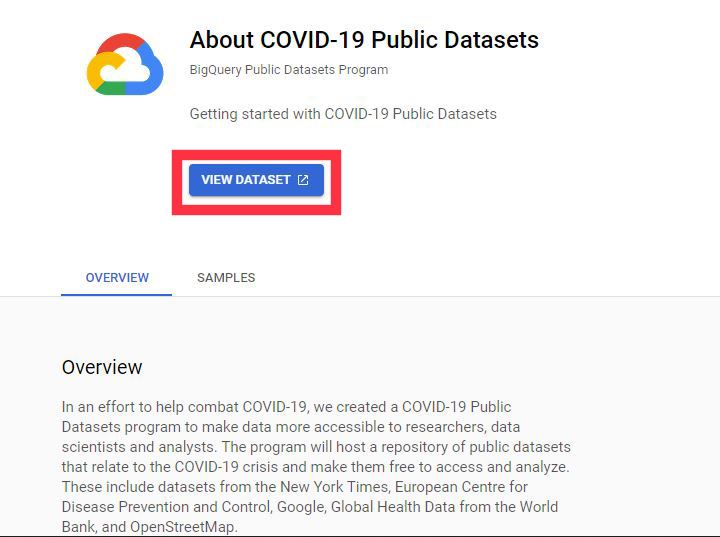 About COVID-19 Public Datasets
BigQuery Public Datasets Program
Getting started with COVID-19 Public Datasets
VIEW DATASET
OVERVIEW SAMPLES
Overview
In an effort to help combat COVID-19, we created a COVID-19 Public
Datasets program to make data more accessible to researchers, data
scientists and analysts. The program will host a repository of public datasets
that relate to the COVID-19 crisis and make them free to access and analyze.
These include datasets from the New York Times, European Centre for
Disease Prevention and Control, Google, Global Health Data from the World
Bank, and OpenStreetMap.